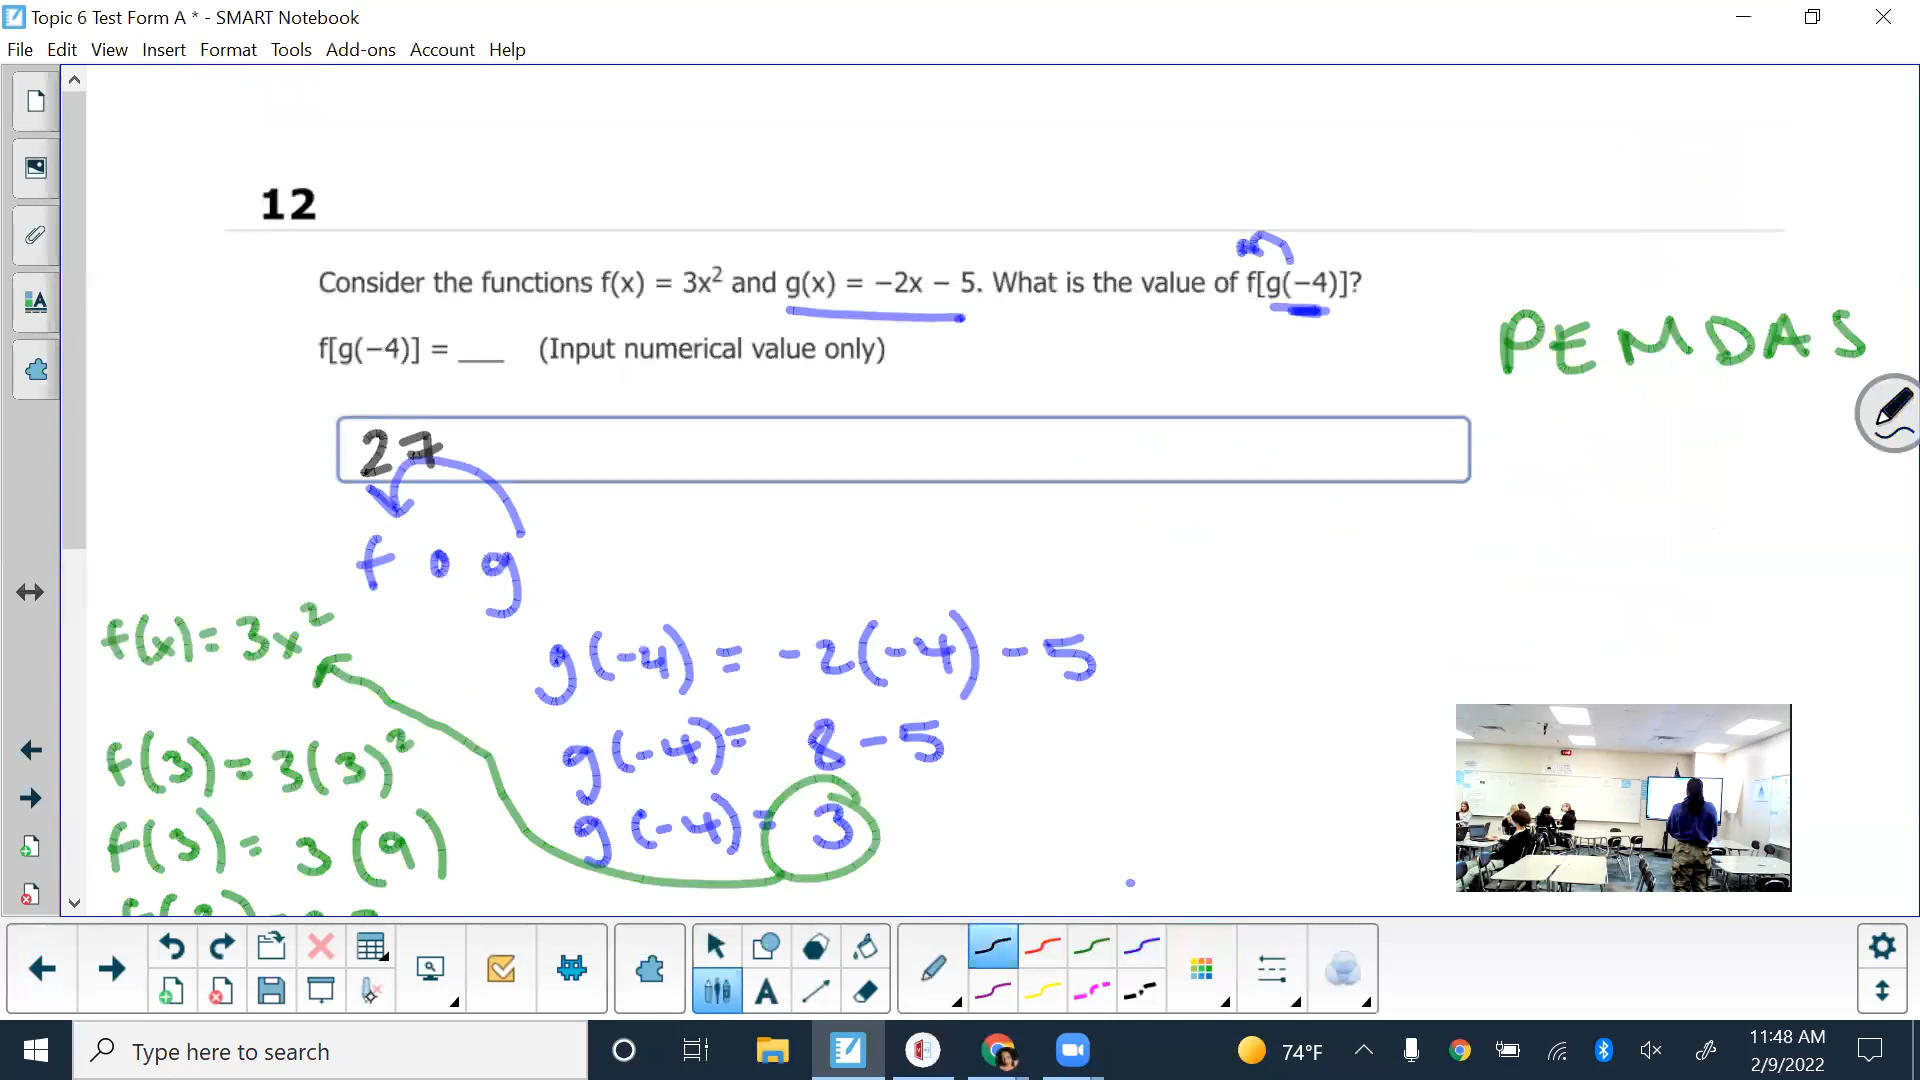 Topic 6 Test Form A * - SMART Notebook
File Edit View Insert Format Tools Add-ons Account Help
12
Consider the functions f(x) = 3x² and g(x) = −2x − 5. What is the value of f[g(−4)]?
f[g(−4)] = ___ (Input numerical value only)
PEMDAS
27
f o g
f(x) = 3x²
g(-4) = -2(-4) - 5
f(3) = 3(3)²
g(-4) = 8 - 5
f(3) = 3(9)
g(-4) = 3
A
Type here to search
74°F
11:48 AM
2/9/2022